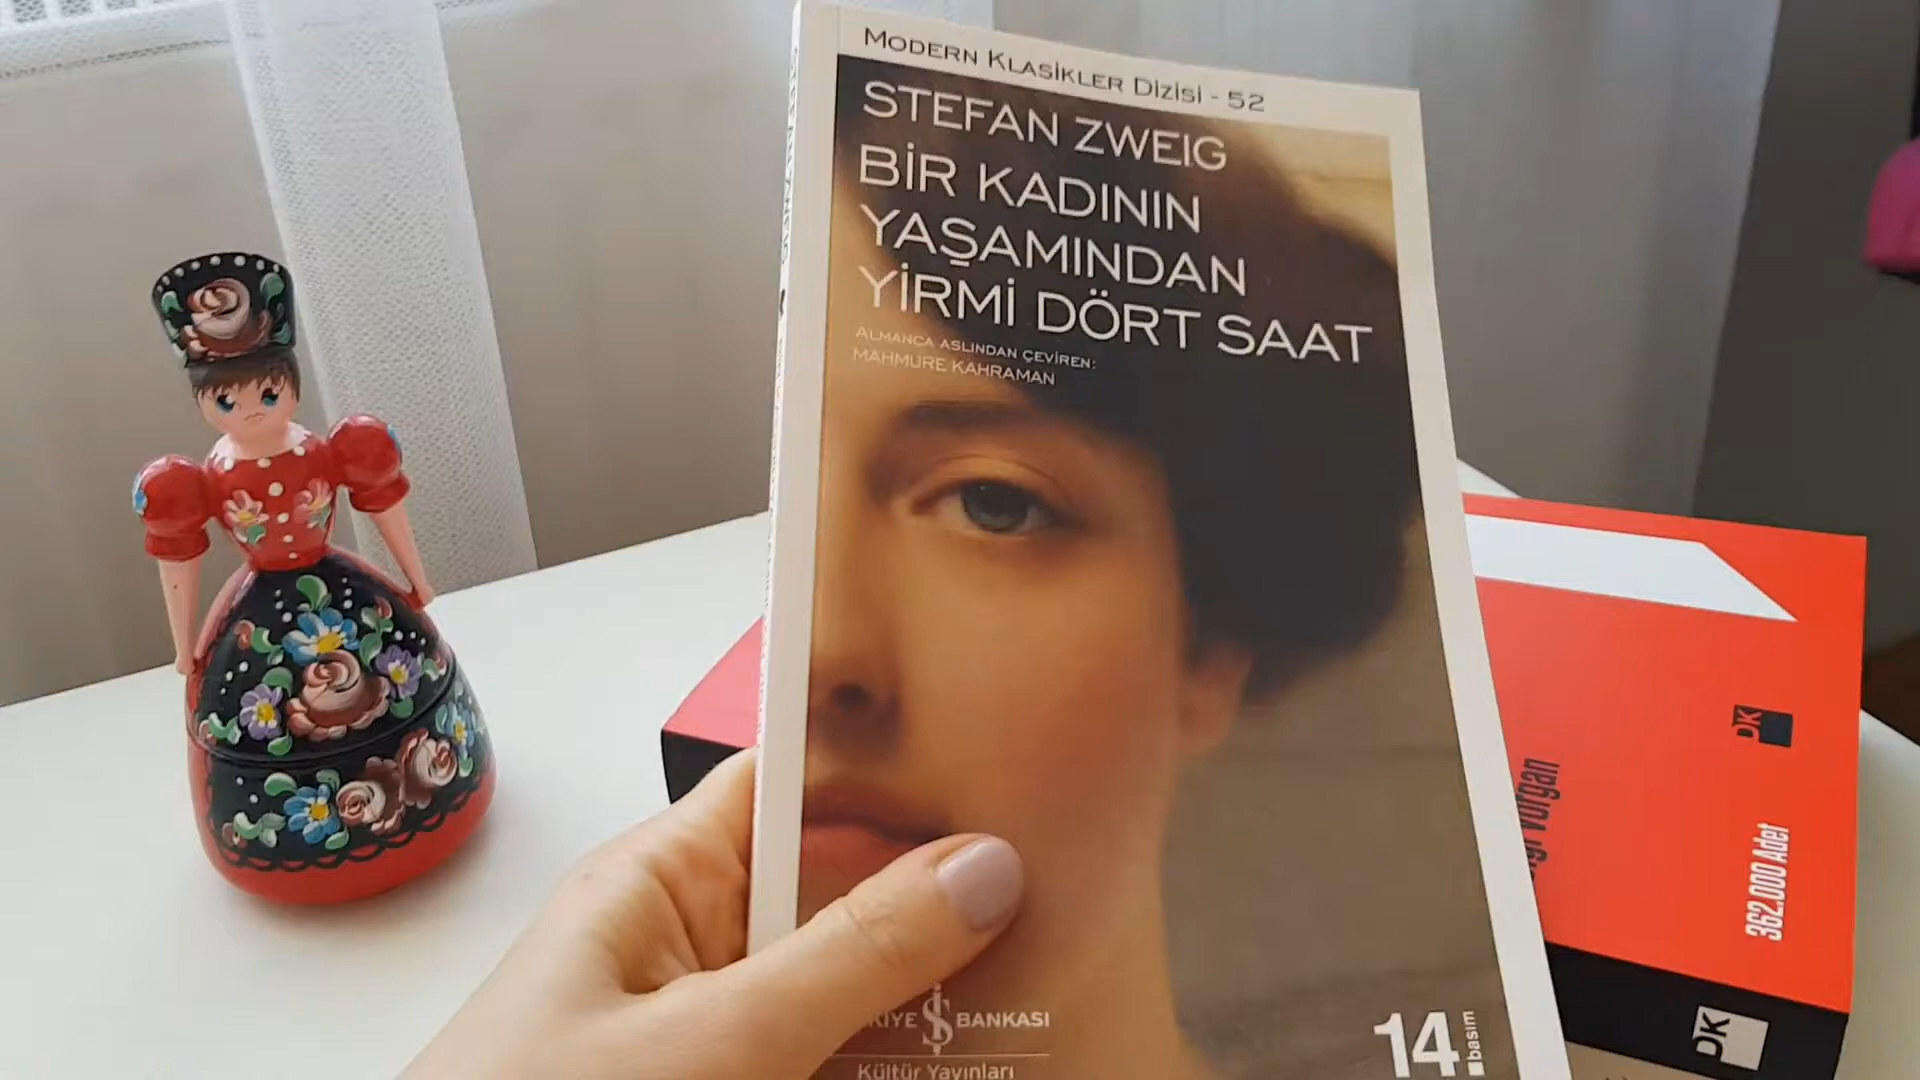 MODERN KLASİKLER DİZİSİ - 52
STEFAN ZWEIG
BİR KADININ
YAŞAMINDAN
YİRMİ DÖRT SAAT
ALMANCA ASLINDAN ÇEVİREN:
MAHMURE KAHRAMAN
BANKASI
Kültür Yayınları
14.
basım
362.000 Adet
DK
DK